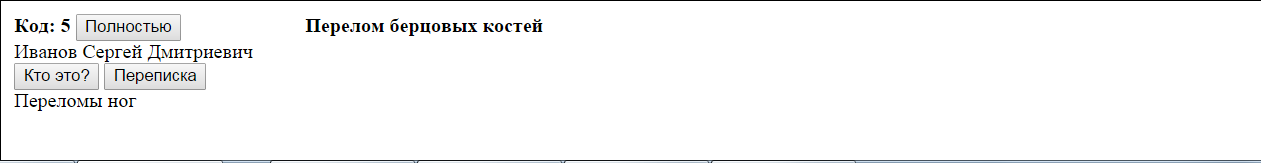 Код: 5 Полностью Перелом берцовых костей
Иванов Сергей Дмитриевич
Кто это? Переписка
Переломы ног